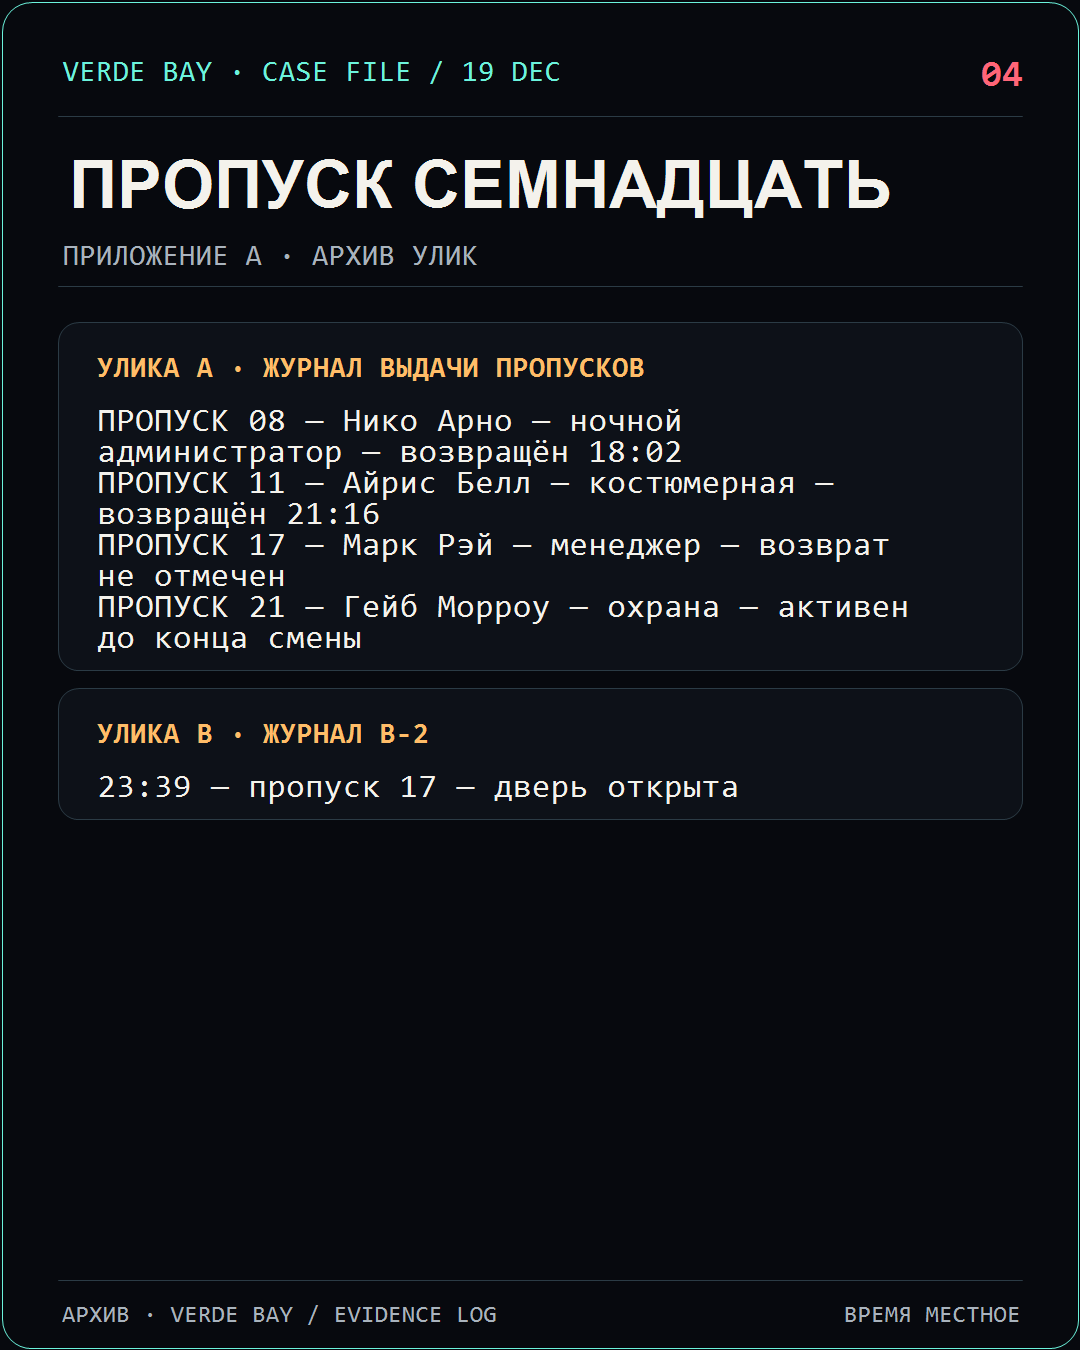 VERDE BAY · CASE FILE / 19 DEC
04
ПРОПУСК СЕМНАДЦАТЬ
ПРИЛОЖЕНИЕ А · АРХИВ УЛИК
УЛИКА А · ЖУРНАЛ ВЫДАЧИ ПРОПУСКОВ
ПРОПУСК 08 — Нико Арно — ночной
администратор — возвращён 18:02
ПРОПУСК 11 — Айрис Белл — костюмерная —
возвращён 21:16
ПРОПУСК 17 — Марк Рэй — менеджер — возврат
не отмечен
ПРОПУСК 21 — Гейб Морроу — охрана — активен
до конца смены
УЛИКА B · ЖУРНАЛ B-2
23:39 — пропуск 17 — дверь открыта
АРХИВ · VERDE BAY / EVIDENCE LOG
ВРЕМЯ МЕСТНОЕ